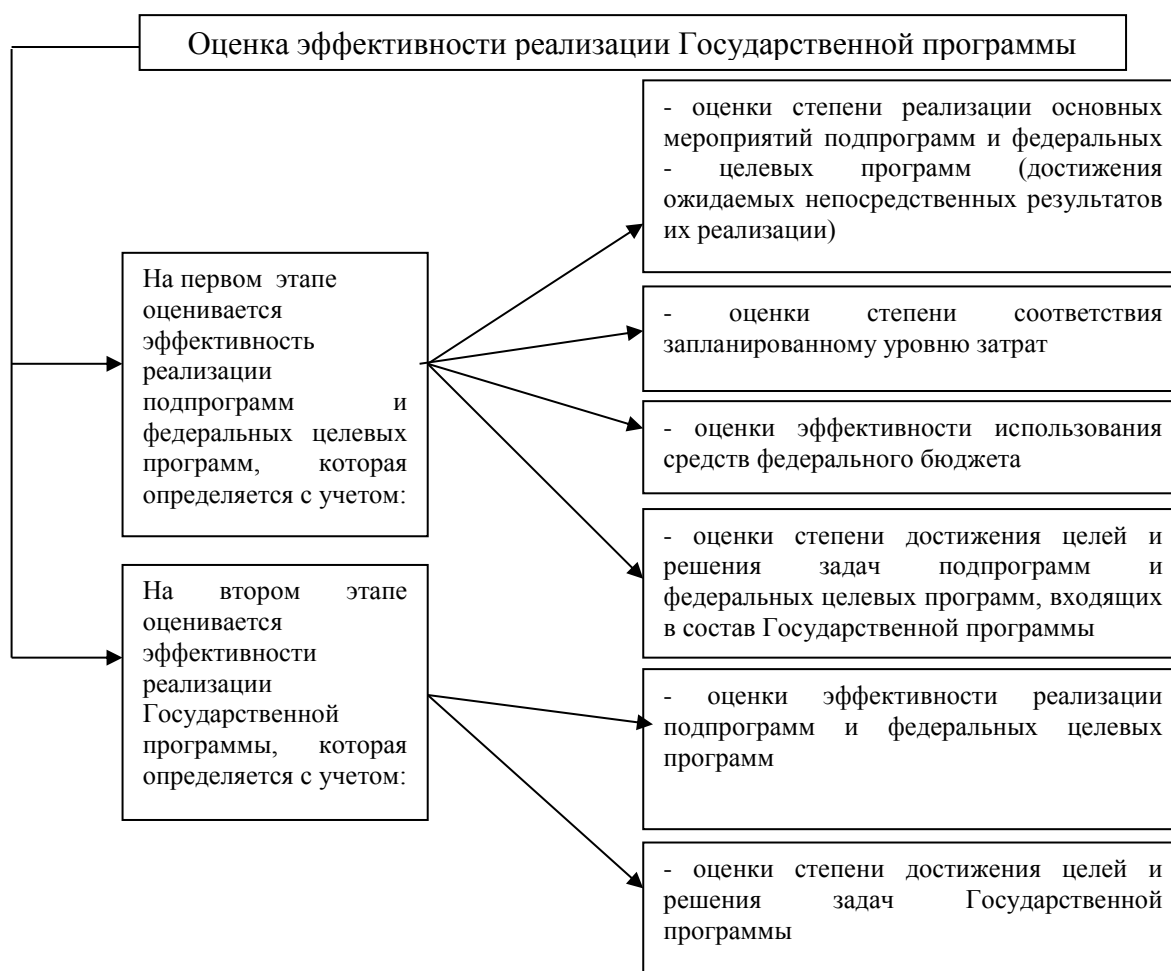 Оценка эффективности реализации Государственной программы
На первом этапе
оценивается
эффективность
реализации
подпрограмм и
федеральных целевых
программ, которая
определяется с учетом:
- оценки степени реализации основных
мероприятий подпрограмм и федеральных
- целевых программ (достижения
ожидаемых непосредственных результатов
их реализации)
- оценки степени соответствия
запланированному уровню затрат
- оценки эффективности использования
средств федерального бюджета
- оценки степени достижения целей и
решения задач подпрограмм и
федеральных целевых программ, входящих
в состав Государственной программы
На втором этапе
оценивается
эффективности
реализации
Государственной
программы, которая
определяется с учетом:
- оценки эффективности реализации
подпрограмм и федеральных целевых
программ
- оценки степени достижения целей и
решения задач Государственной
программы